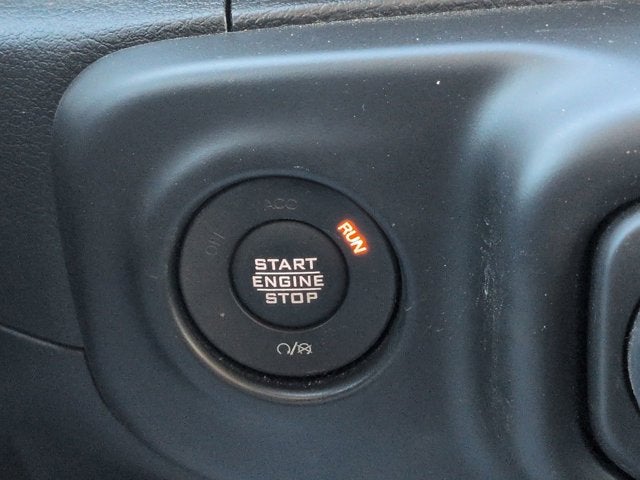 ACC
OFF
RUN
START
ENGINE
STOP